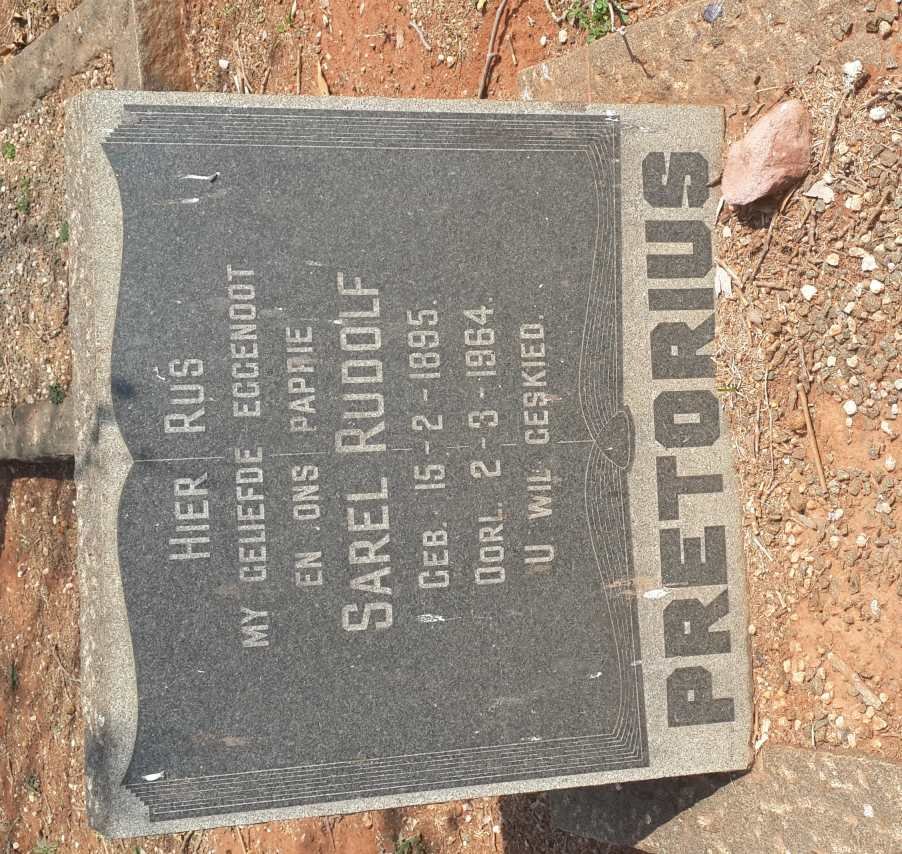 HIER RUS
MY GELIEFDE EGGENOOT
EN ONS PAPPIE
SAREL RUDOLF
GEB. 15-2-1895.
OORL. 2-3-1964.
U WIL GESKIED.
PRETORIUS